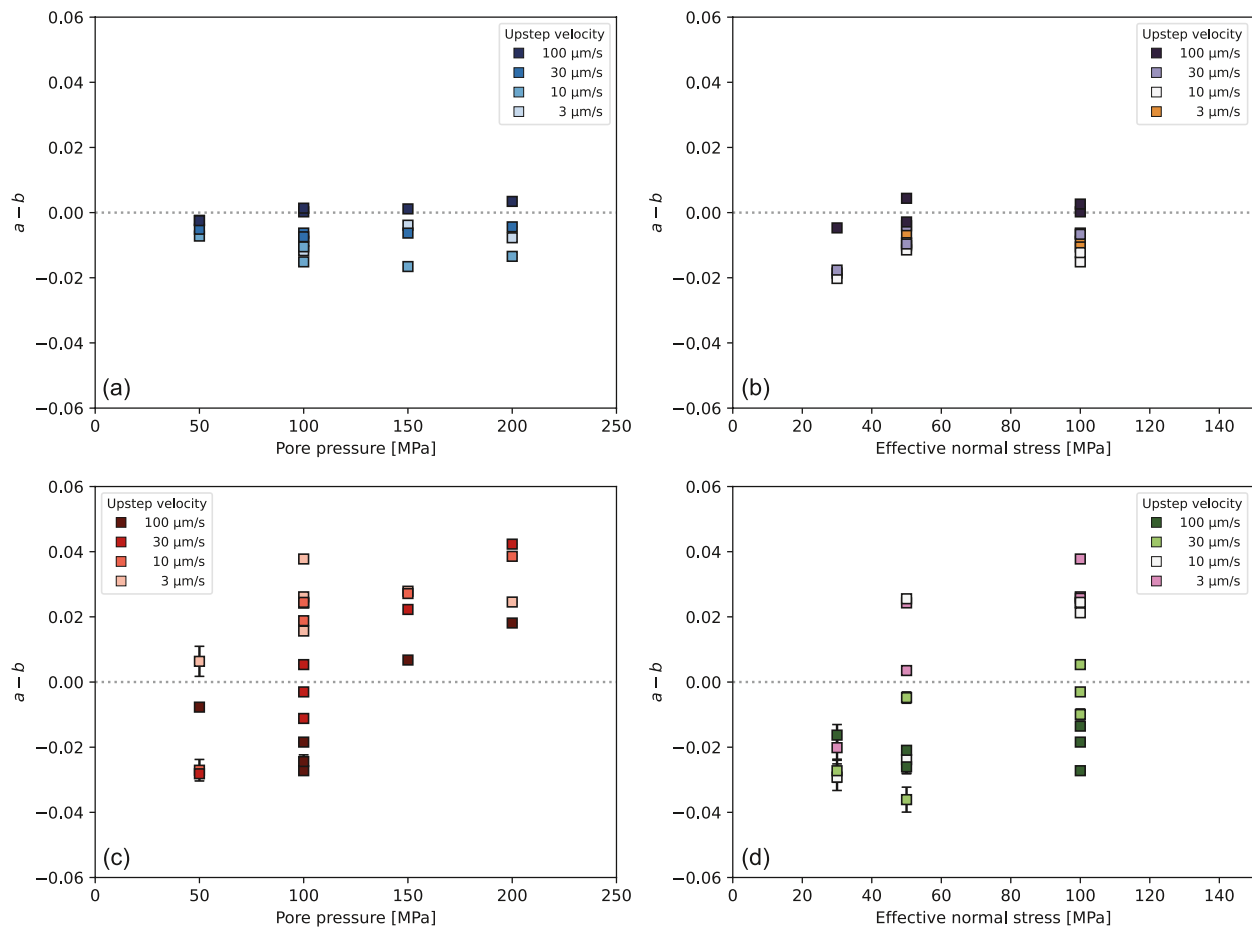 0.06
0.04
0.02
0.00
−0.02
−0.04
−0.06
a − b
Upstep velocity
100 μm/s
30 μm/s
10 μm/s
3 μm/s
(a)
0 50 100 150 200 250
Pore pressure [MPa]
0.06
0.04
0.02
0.00
−0.02
−0.04
−0.06
a − b
Upstep velocity
100 μm/s
30 μm/s
10 μm/s
3 μm/s
(b)
0 20 40 60 80 100 120 140
Effective normal stress [MPa]
0.06
0.04
0.02
0.00
−0.02
−0.04
−0.06
a − b
Upstep velocity
100 μm/s
30 μm/s
10 μm/s
3 μm/s
(c)
0 50 100 150 200 250
Pore pressure [MPa]
0.06
0.04
0.02
0.00
−0.02
−0.04
−0.06
a − b
Upstep velocity
100 μm/s
30 μm/s
10 μm/s
3 μm/s
(d)
0 20 40 60 80 100 120 140
Effective normal stress [MPa]